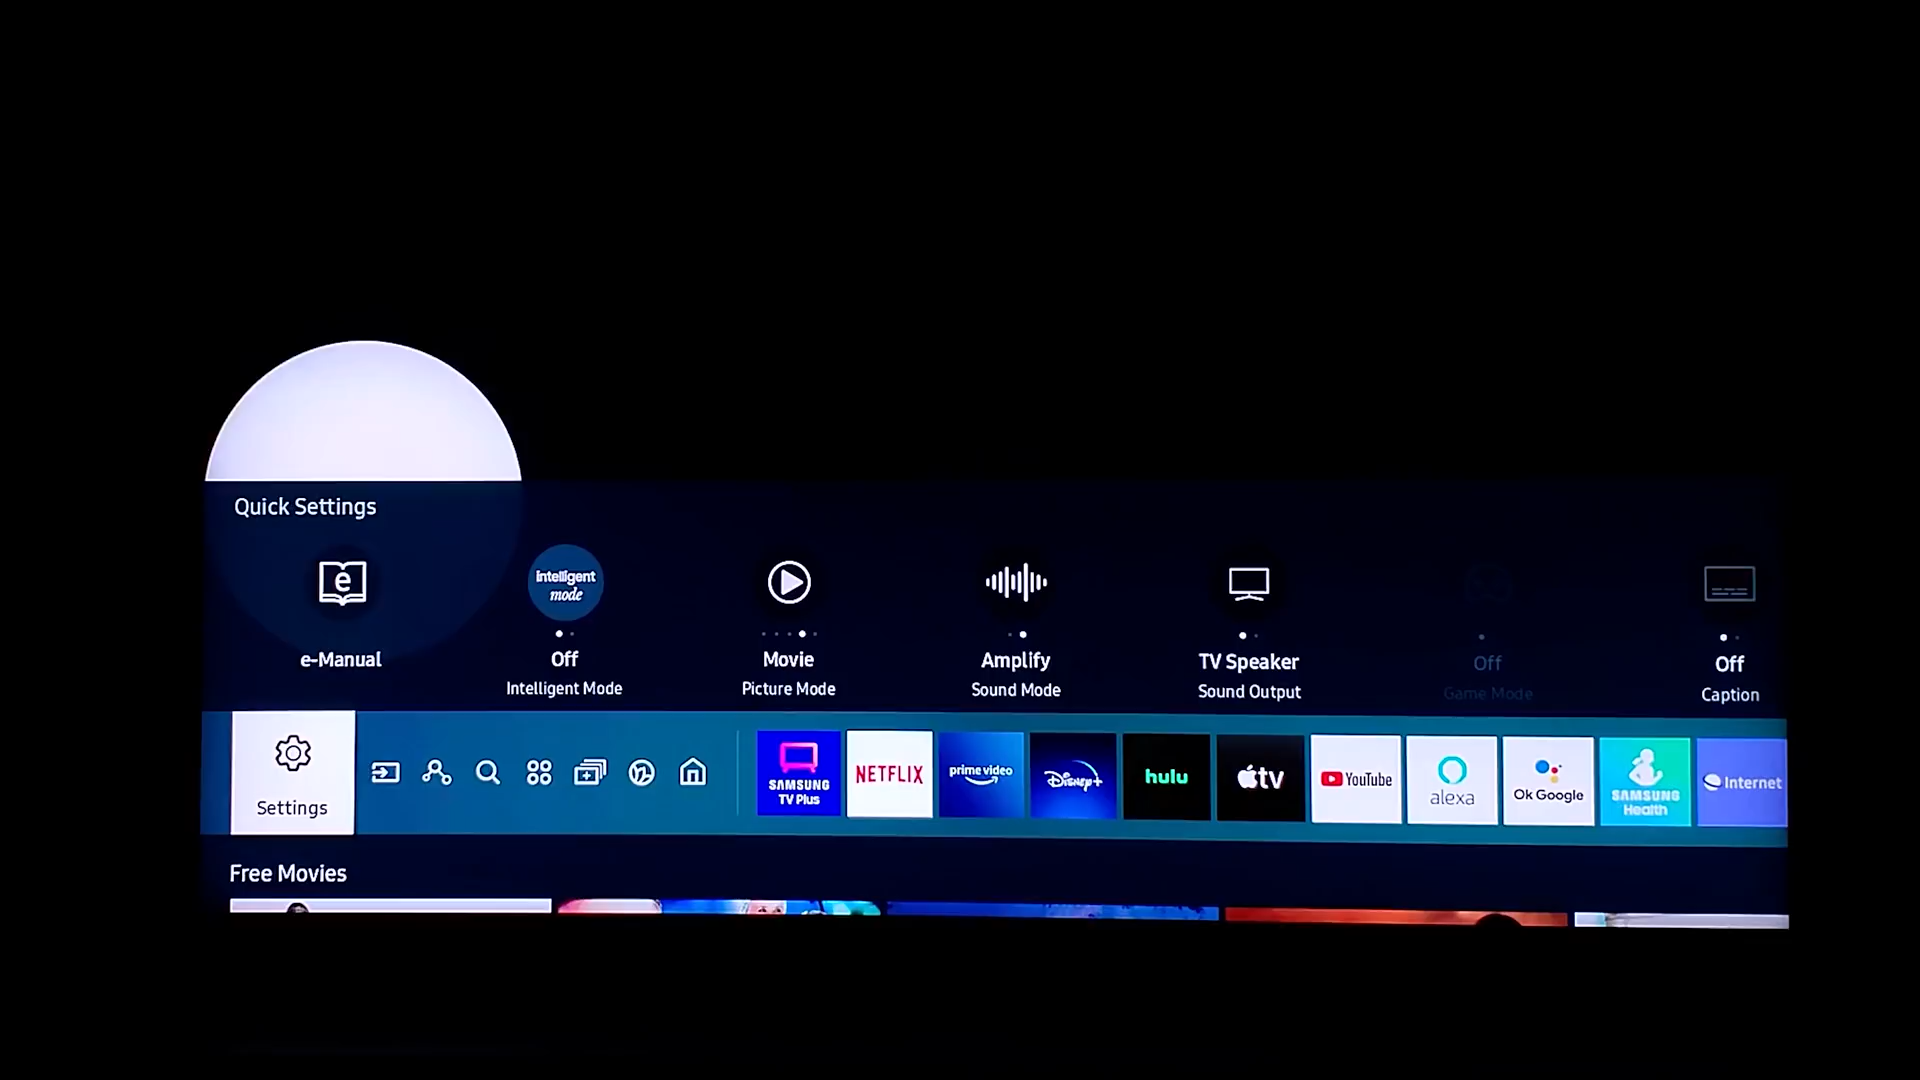 Quick Settings
e
intelligent
mode
e-Manual
Off
Intelligent Mode
Movie
Picture Mode
Amplify
Sound Mode
TV Speaker
Sound Output
Off
Game Mode
Off
Caption
Settings
SAMSUNG
TV Plus
NETFLIX
prime video
Disney+
hulu
tv
YouTube
alexa
Ok Google
SAMSUNG
Health
Internet
Free Movies